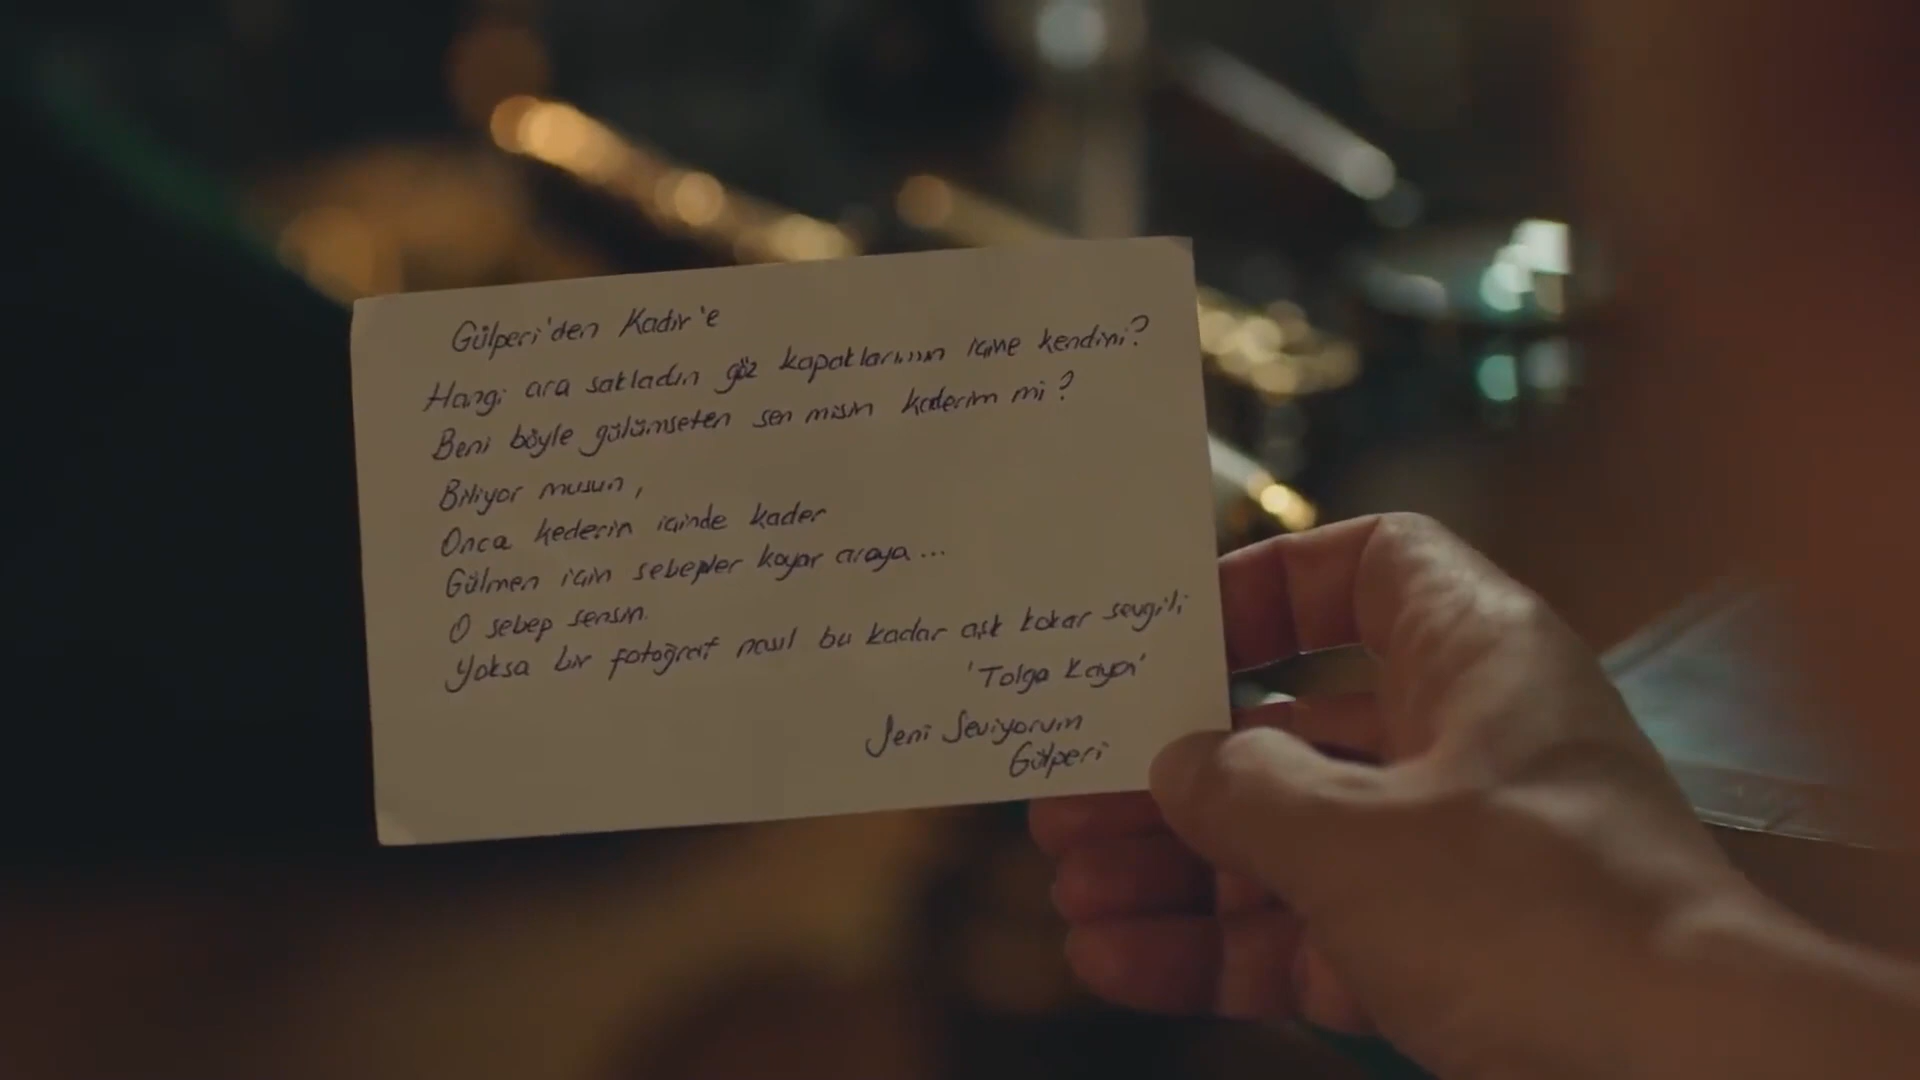 Gülperi'den Kadir'e
Hangi ara sakladın göz kapaklarının içine kendini?
Beni böyle gülümseten sen misin kaderim mi?
Biliyor musun,
Onca kederin içinde kader
Gülmen için sebepler koyar araya...
O sebep sensin.
Yoksa bir fotoğraf nasıl bu kadar aşk kokar sevgili
'Tolga Kaya'
Seni Seviyorum
Gülperi